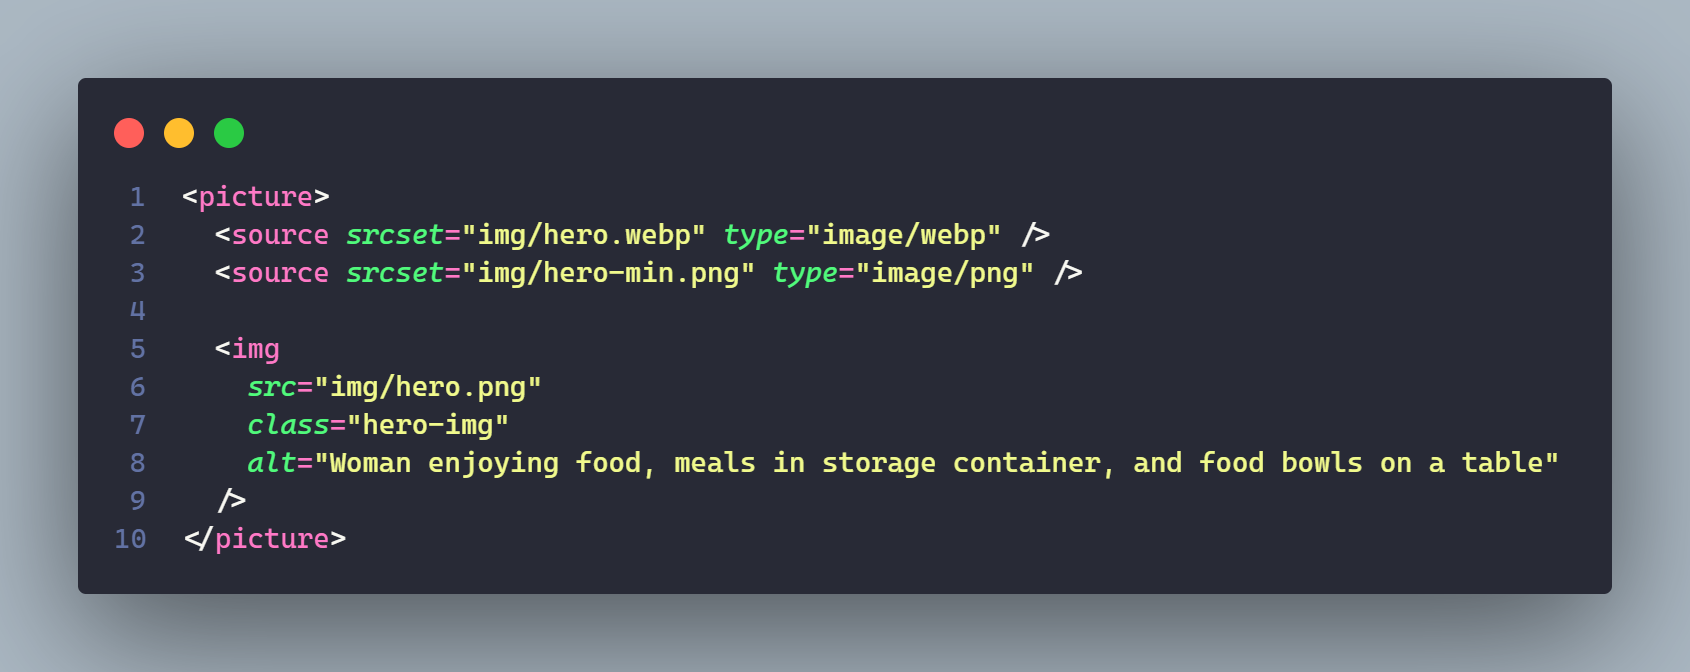 1 <picture>
2 <source srcset="img/hero.webp" type="image/webp" />
3 <source srcset="img/hero-min.png" type="image/png" />
4
5 <img
6 src="img/hero.png"
7 class="hero-img"
8 alt="Woman enjoying food, meals in storage container, and food bowls on a table"
9 />
10 </picture>